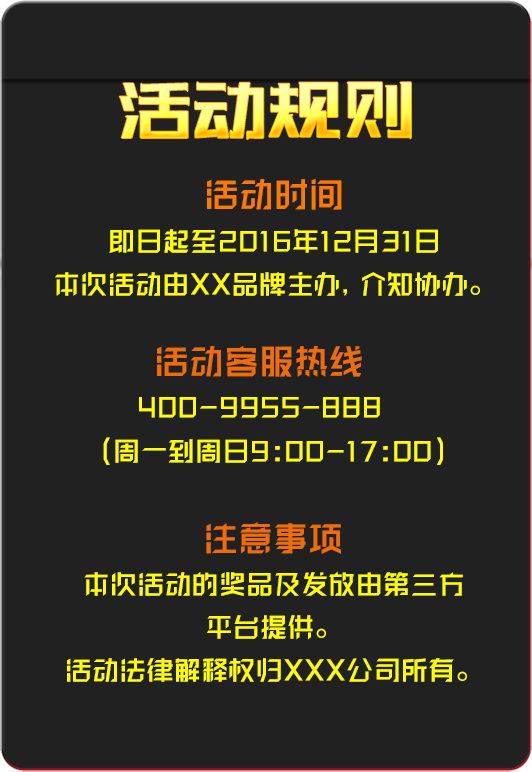 活动规则
活动时间
即日起至2016年12月31日
本次活动由XX品牌主办, 介知协办。
活动客服热线
400-9955-888
(周一到周日9:00-17:00)
注意事项
本次活动的奖品及发放由第三方
平台提供。
活动法律解释权归XXX公司所有。